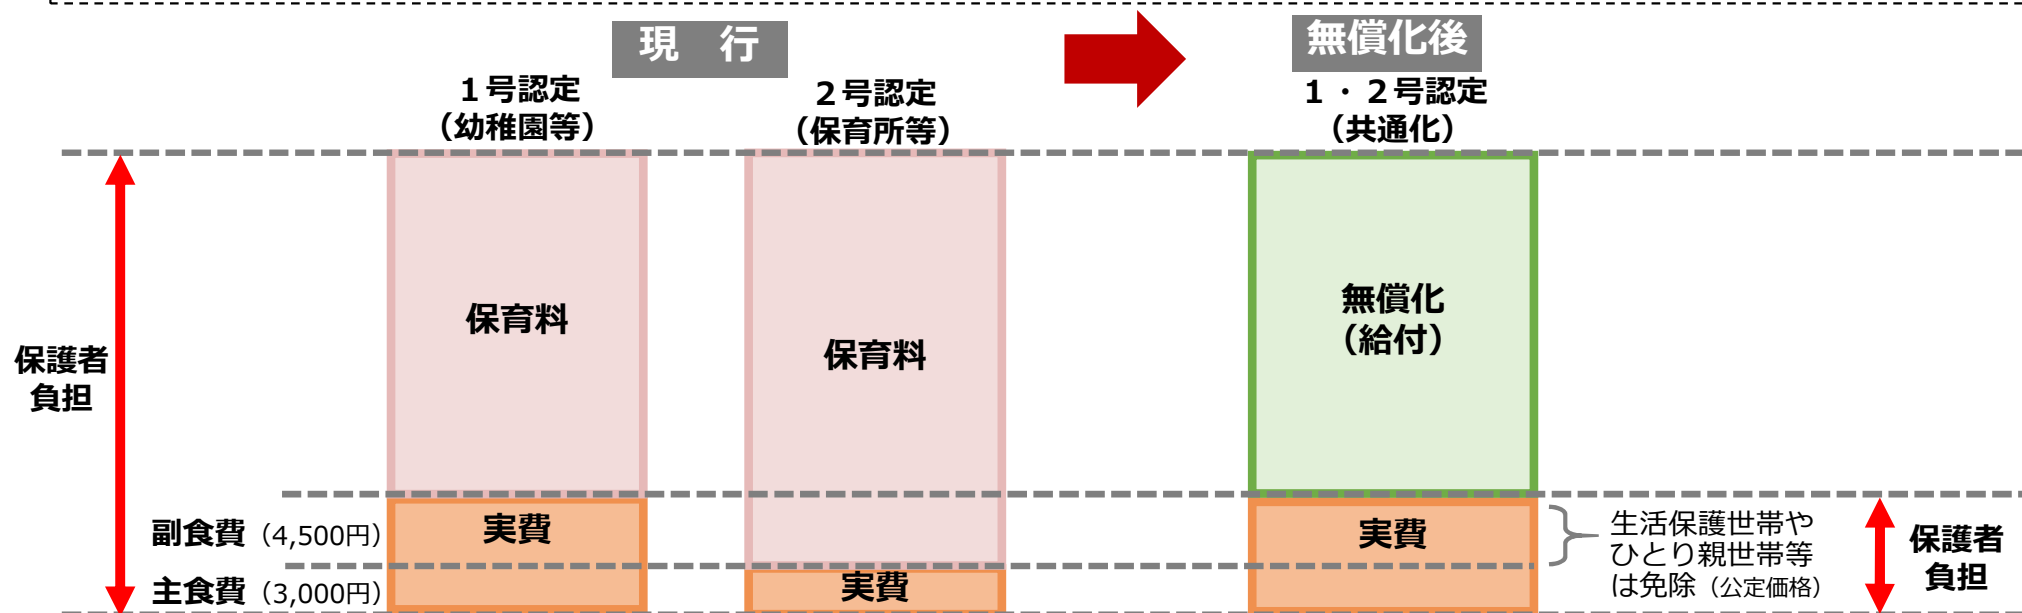 現　行
無償化後
１号認定
（幼稚園等）
２号認定
（保育所等）
１・２号認定
（共通化）
保育料
保育料
無償化
（給付）
保護者
負担
副食費（4,500円）
実費
主食費（3,000円）
実費
実費
生活保護世帯や
ひとり親世帯等
は免除（公定価格）
保護者
負担